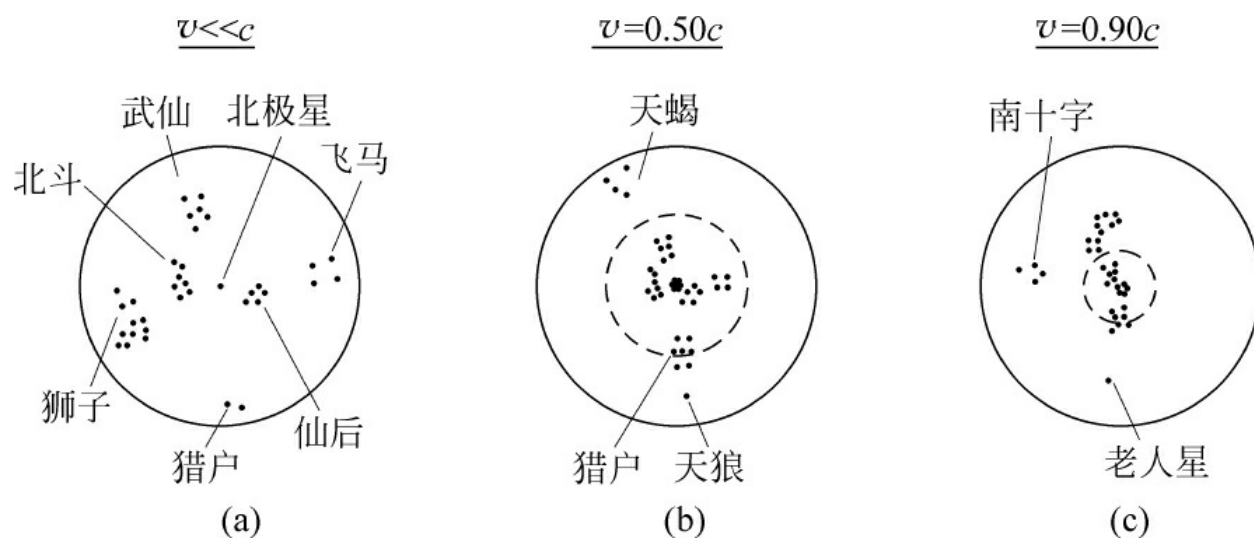 v<<c
武仙
北极星
飞马
北斗
狮子
猎户
仙后
(a)
v=0.50c
天蝎
猎户
天狼
(b)
v=0.90c
南十字
老人星
(c)